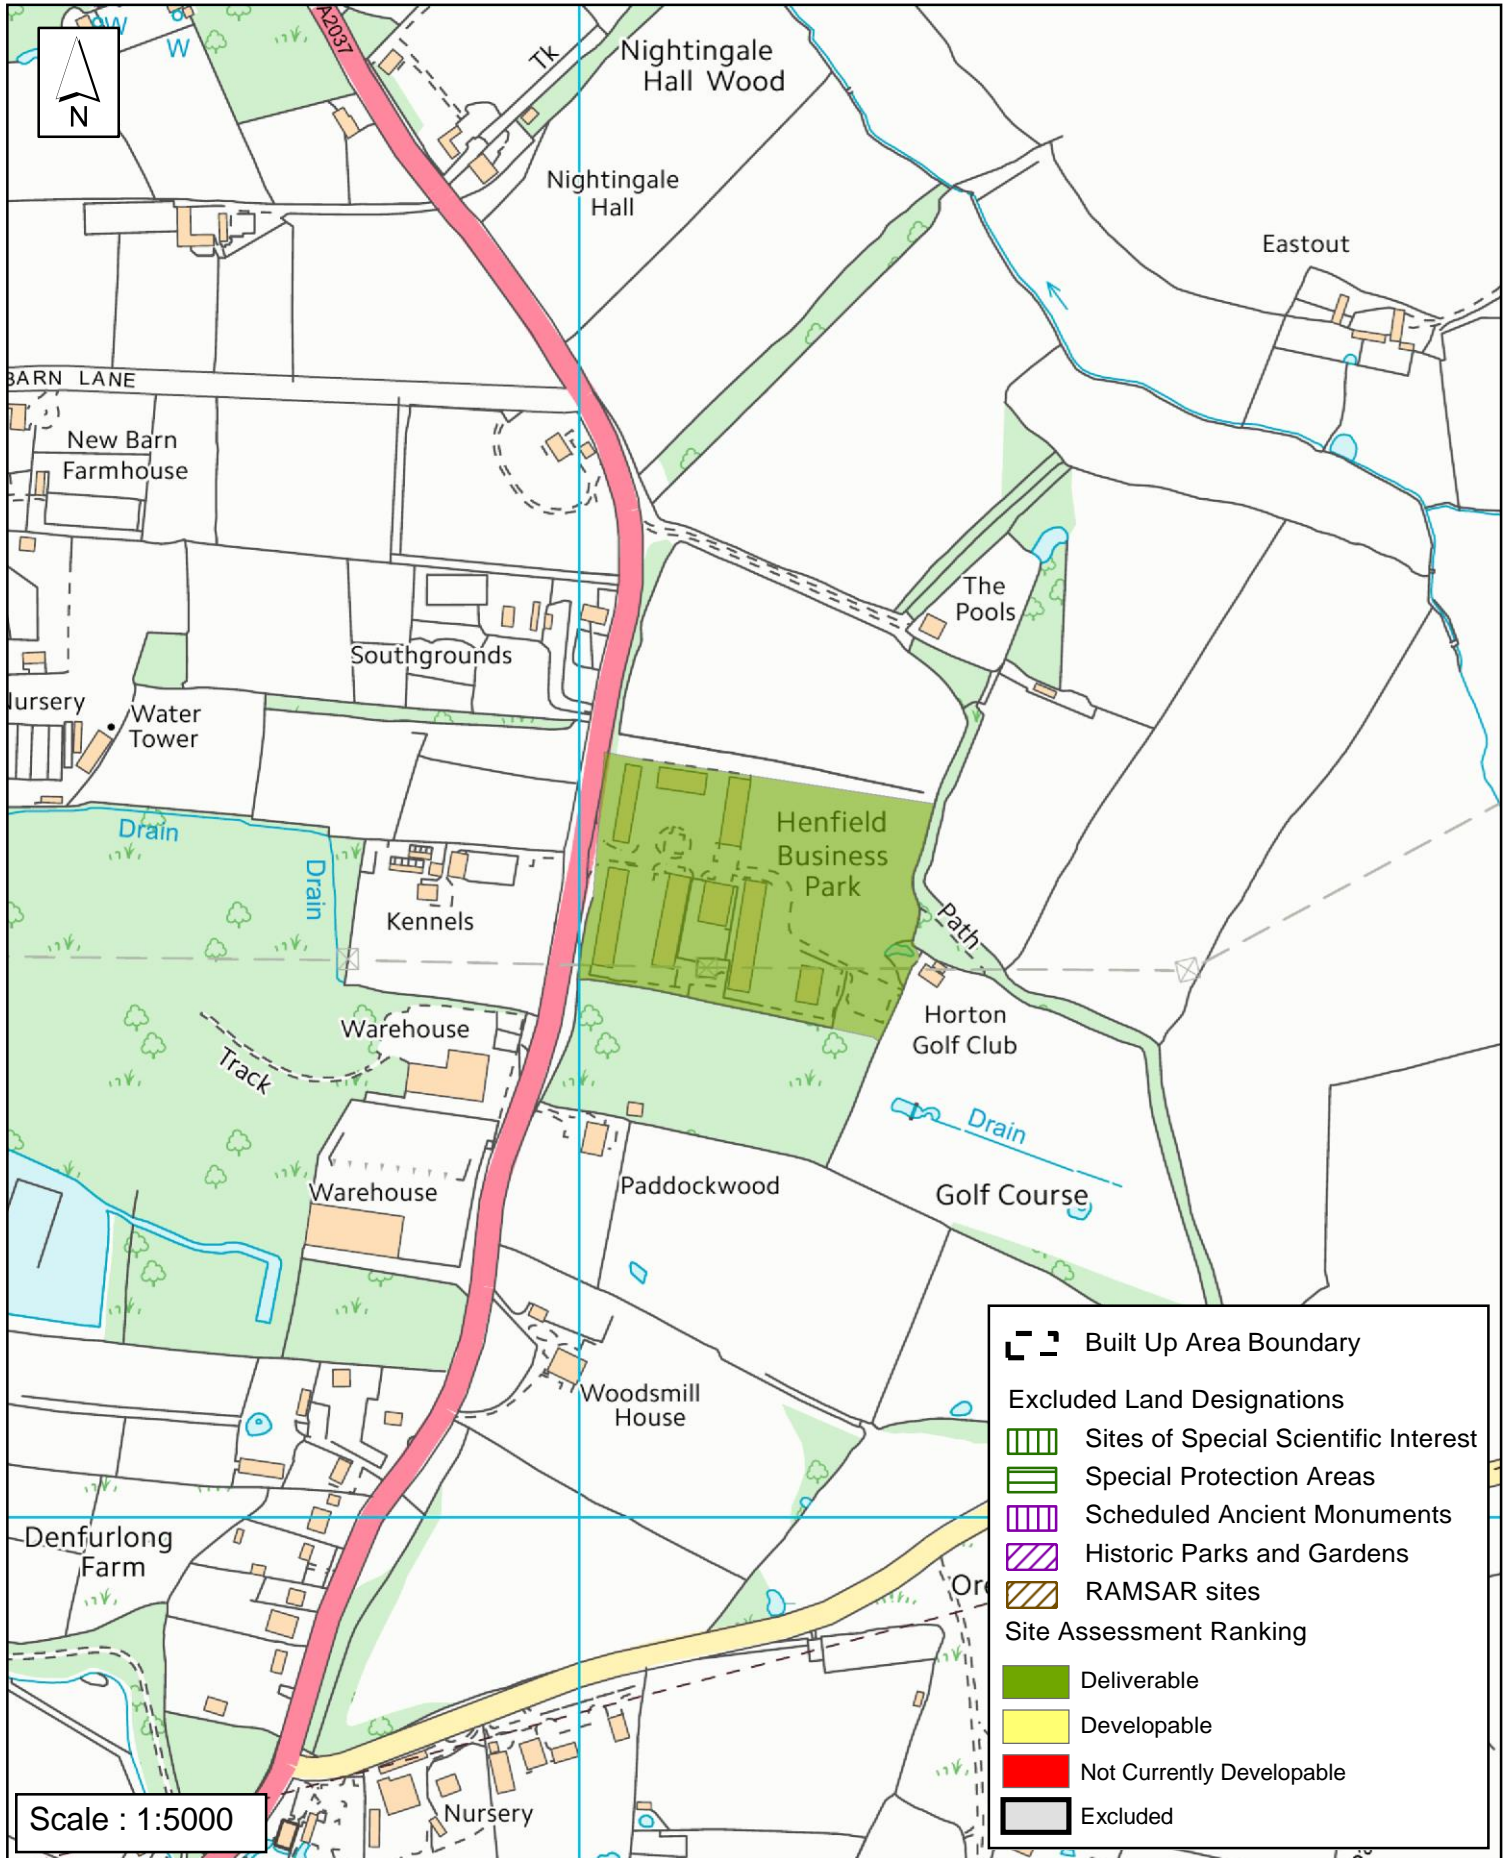 A2037
W
W
N
Tk
Nightingale
Hall Wood
Nightingale
Hall
Eastout
BARN LANE
New Barn
Farmhouse
The
Pools
Southgrounds
Nursery
Water
Tower
Drain
Drain
Henfield
Business
Park
Kennels
Path
Horton
Golf Club
Warehouse
Track
Drain
Warehouse
Paddockwood
Golf Course
Woodsmill
House
Denfurlong
Farm
Nursery
Scale : 1:5000
Built Up Area Boundary
Excluded Land Designations
Sites of Special Scientific Interest
Special Protection Areas
Scheduled Ancient Monuments
Historic Parks and Gardens
RAMSAR sites
Site Assessment Ranking
Deliverable
Developable
Not Currently Developable
Excluded